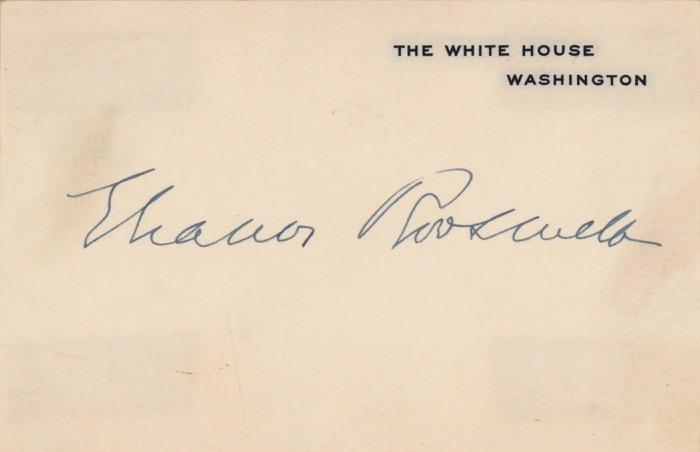 THE WHITE HOUSE
WASHINGTON
Eleanor Roosevelt